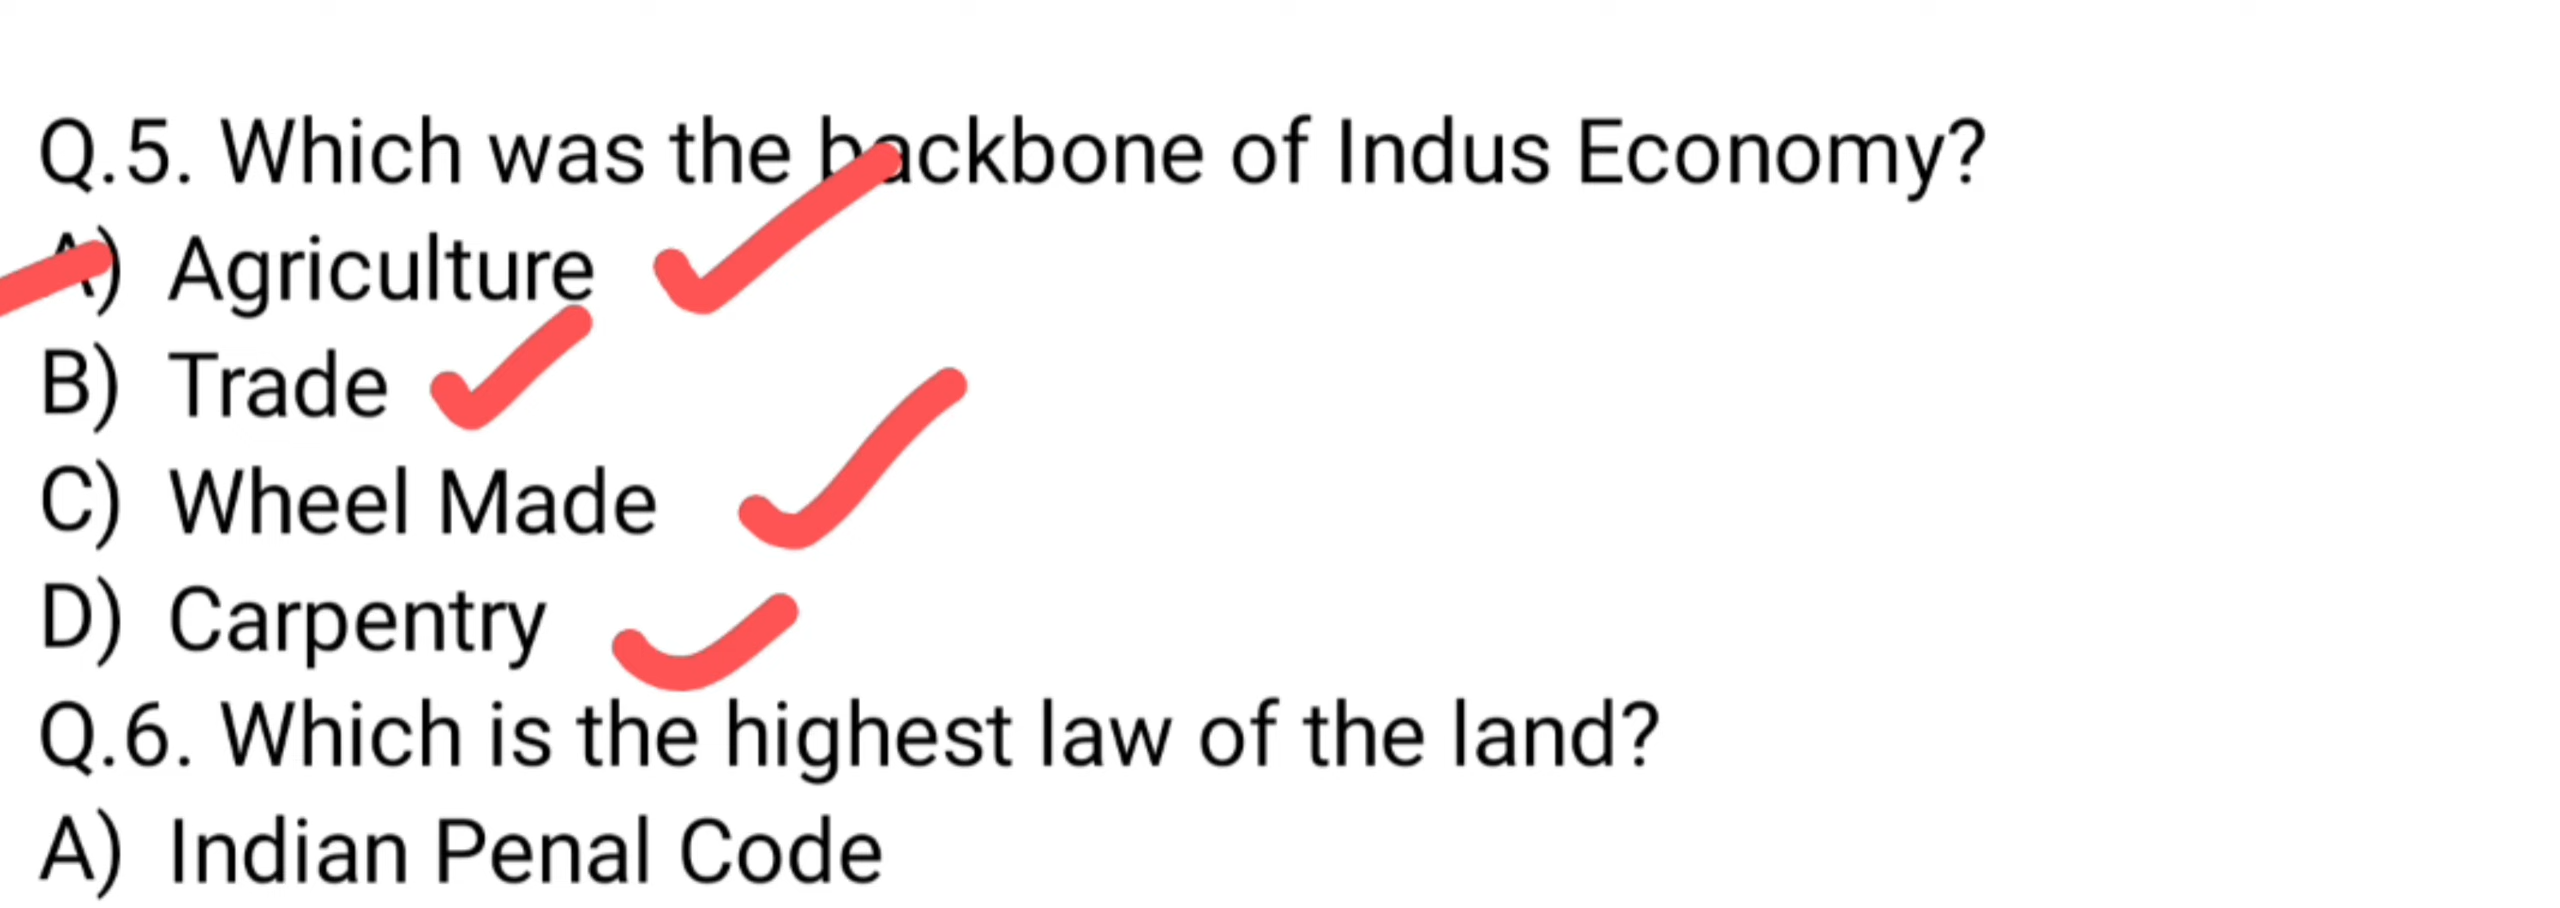 Q.5. Which was the backbone of Indus Economy?
A) Agriculture
B) Trade
C) Wheel Made
D) Carpentry
Q.6. Which is the highest law of the land?
A) Indian Penal Code